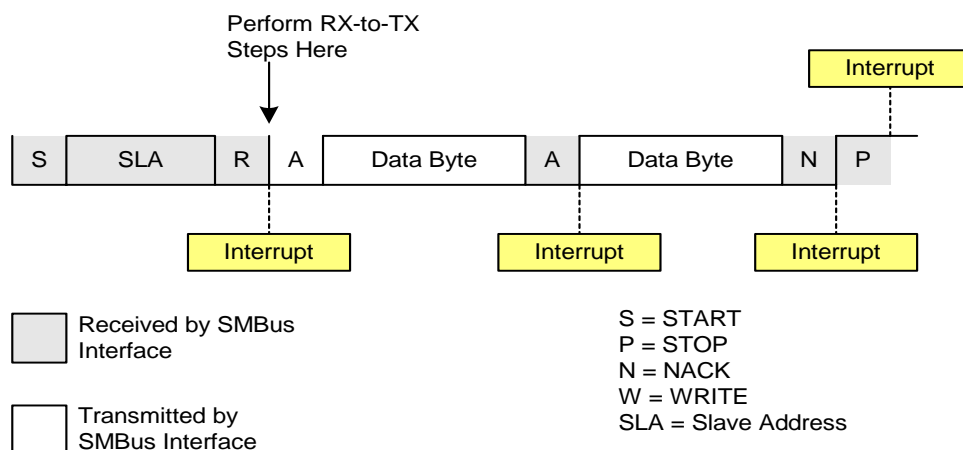 Perform RX-to-TX
Steps Here
Interrupt
S SLA R A Data Byte A Data Byte N P
Interrupt Interrupt Interrupt
Received by SMBus
Interface
Transmitted by
SMBus Interface
S = START
P = STOP
N = NACK
W = WRITE
SLA = Slave Address